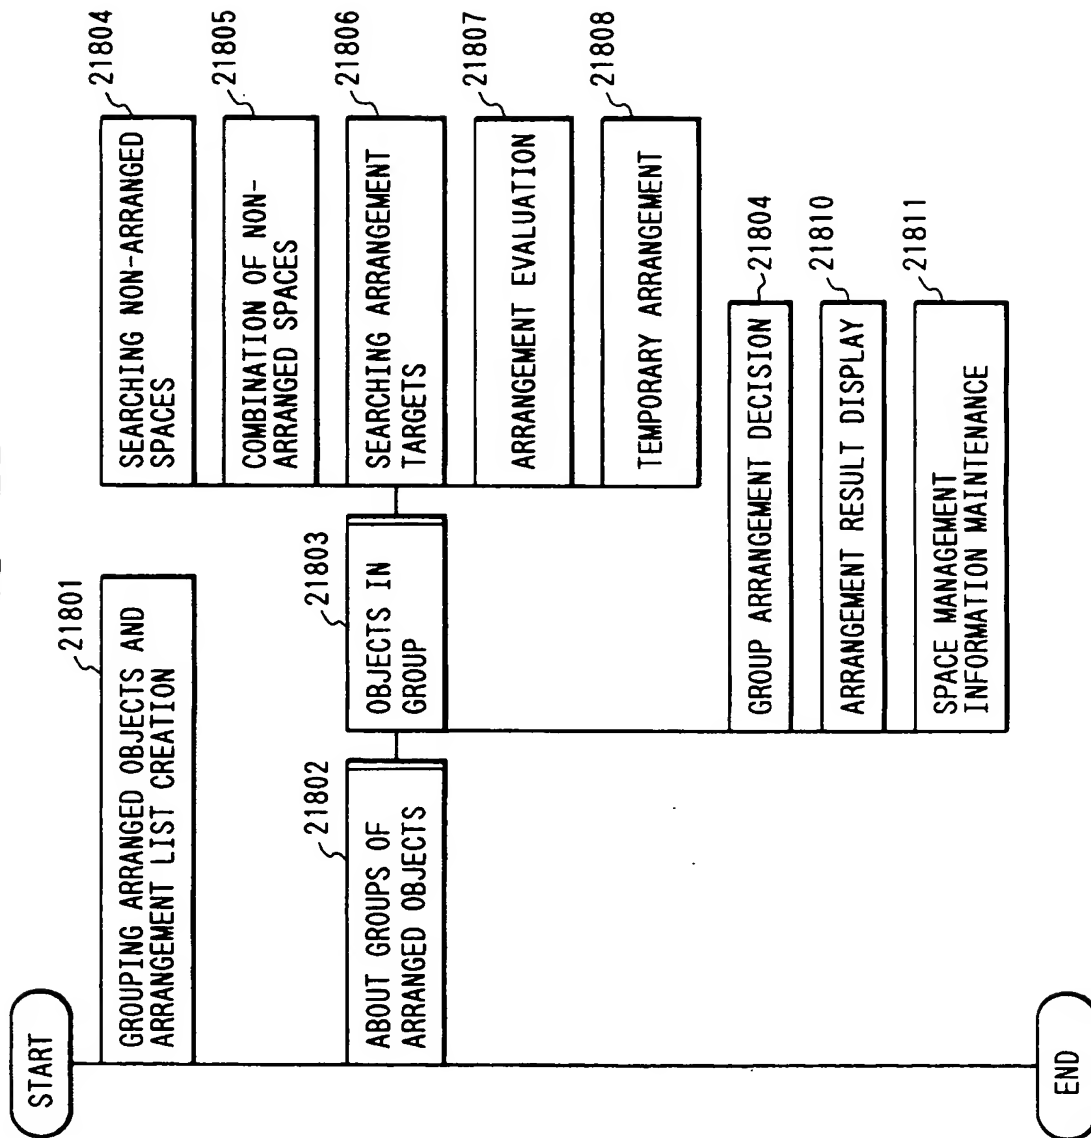 START
21801
GROUPING ARRANGED OBJECTS AND
ARRANGEMENT LIST CREATION
21802
ABOUT GROUPS OF
ARRANGED OBJECTS
21803
OBJECTS IN
GROUP
21804
SEARCHING NON-ARRANGED
SPACES
21805
COMBINATION OF NON-
ARRANGED SPACES
21806
SEARCHING ARRANGEMENT
TARGETS
21807
ARRANGEMENT EVALUATION
21808
TEMPORARY ARRANGEMENT
21804
GROUP ARRANGEMENT DECISION
21810
ARRANGEMENT RESULT DISPLAY
21811
SPACE MANAGEMENT
INFORMATION MAINTENANCE
END